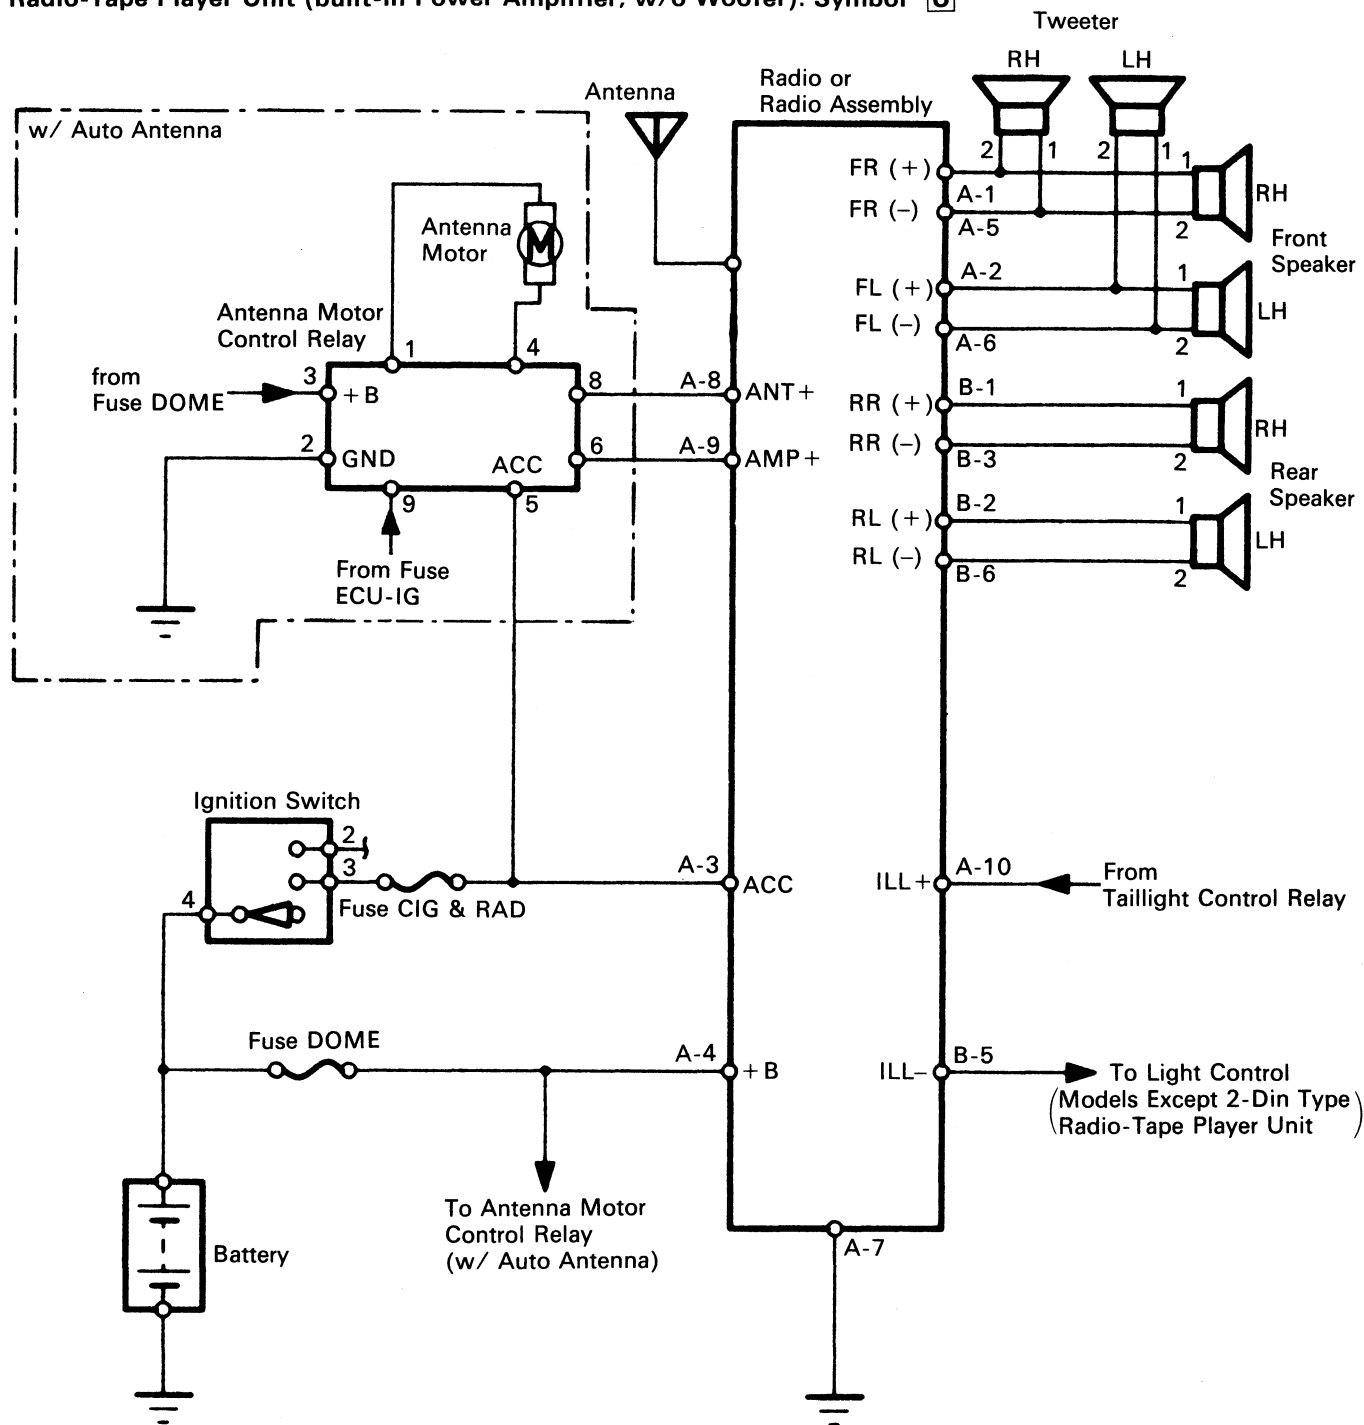 Radio-Tape Player Unit (built-in Power Amplifier, w/o Woofer): Symbol
Tweeter
RH
LH
Antenna
Radio or
Radio Assembly
w/ Auto Antenna
2
1
2
1
FR (+)
A-1
1
RH
FR (-)
A-5
2
Front
Speaker
Antenna
Motor
M
FL (+)
A-2
1
LH
FL (-)
A-6
2
Antenna Motor
Control Relay
1
4
from
Fuse DOME
3
+B
8
A-8
ANT+
RR (+)
B-1
1
RH
RR (-)
B-3
2
Rear
Speaker
2
GND
ACC
6
A-9
AMP+
9
5
RL (+)
B-2
1
LH
RL (-)
B-6
2
From Fuse
ECU-IG
Ignition Switch
2
3
4
Fuse CIG & RAD
A-3
ACC
ILL+
A-10
From
Taillight Control Relay
Fuse DOME
A-4
+B
ILL-
B-5
To Light Control
(Models Except 2-Din Type
Radio-Tape Player Unit)
To Antenna Motor
Control Relay
(w/ Auto Antenna)
Battery
A-7